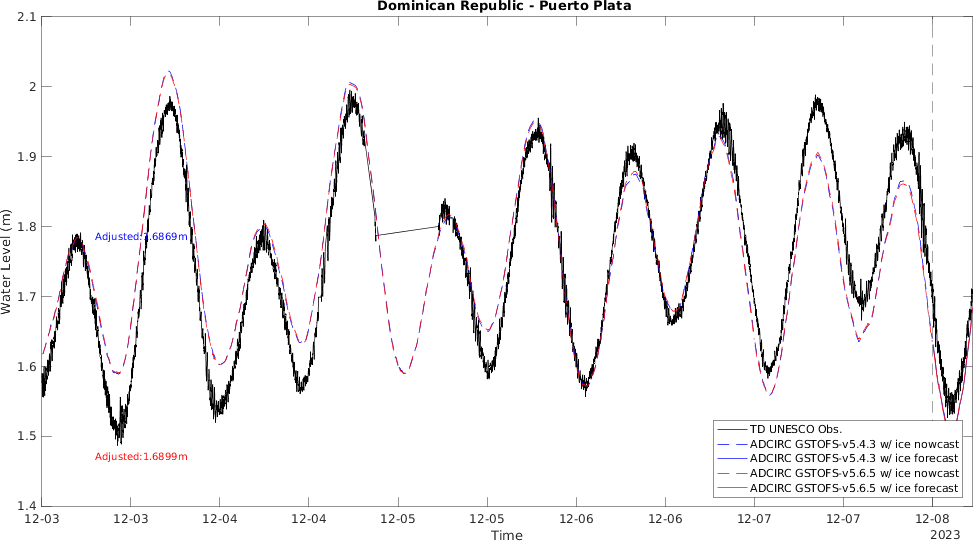 Dominican Republic - Puerto Plata
2.1
2
1.9
1.8
1.7
1.6
1.5
1.4
Water Level (m)
Adjusted:1.6869m
Adjusted:1.6899m
TD UNESCO Obs.
ADCIRC GSTOFS-v5.4.3 w/ ice nowcast
ADCIRC GSTOFS-v5.4.3 w/ ice forecast
ADCIRC GSTOFS-v5.6.5 w/ ice nowcast
ADCIRC GSTOFS-v5.6.5 w/ ice forecast
12-03 12-03 12-04 12-04 12-05 12-05 12-06 12-06 12-07 12-07 12-08
2023
Time